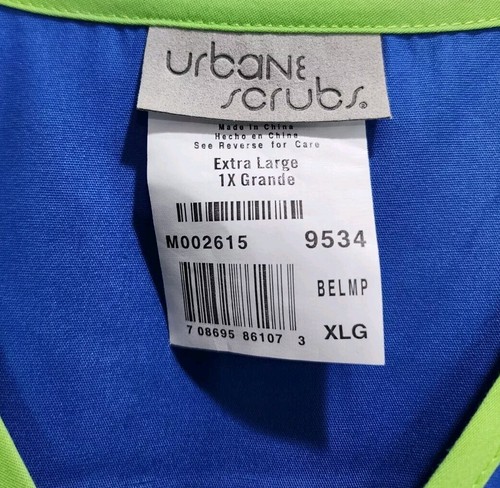 urbane
scrubs®
Made in China
Hecho en China
See Reverse for Care
Extra Large
1X Grande
M002615 9534
BELMP
7 08695 86107 3 XLG